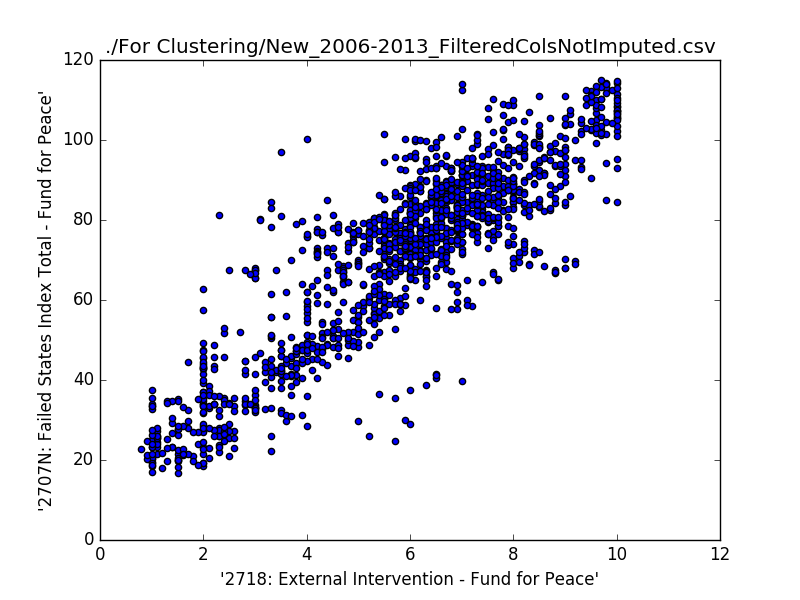 ./For Clustering/New_2006-2013_FilteredColsNotImputed.csv
120
100
80
60
40
20
0
'2707N: Failed States Index Total - Fund for Peace'
0 2 4 6 8 10 12
'2718: External Intervention - Fund for Peace'